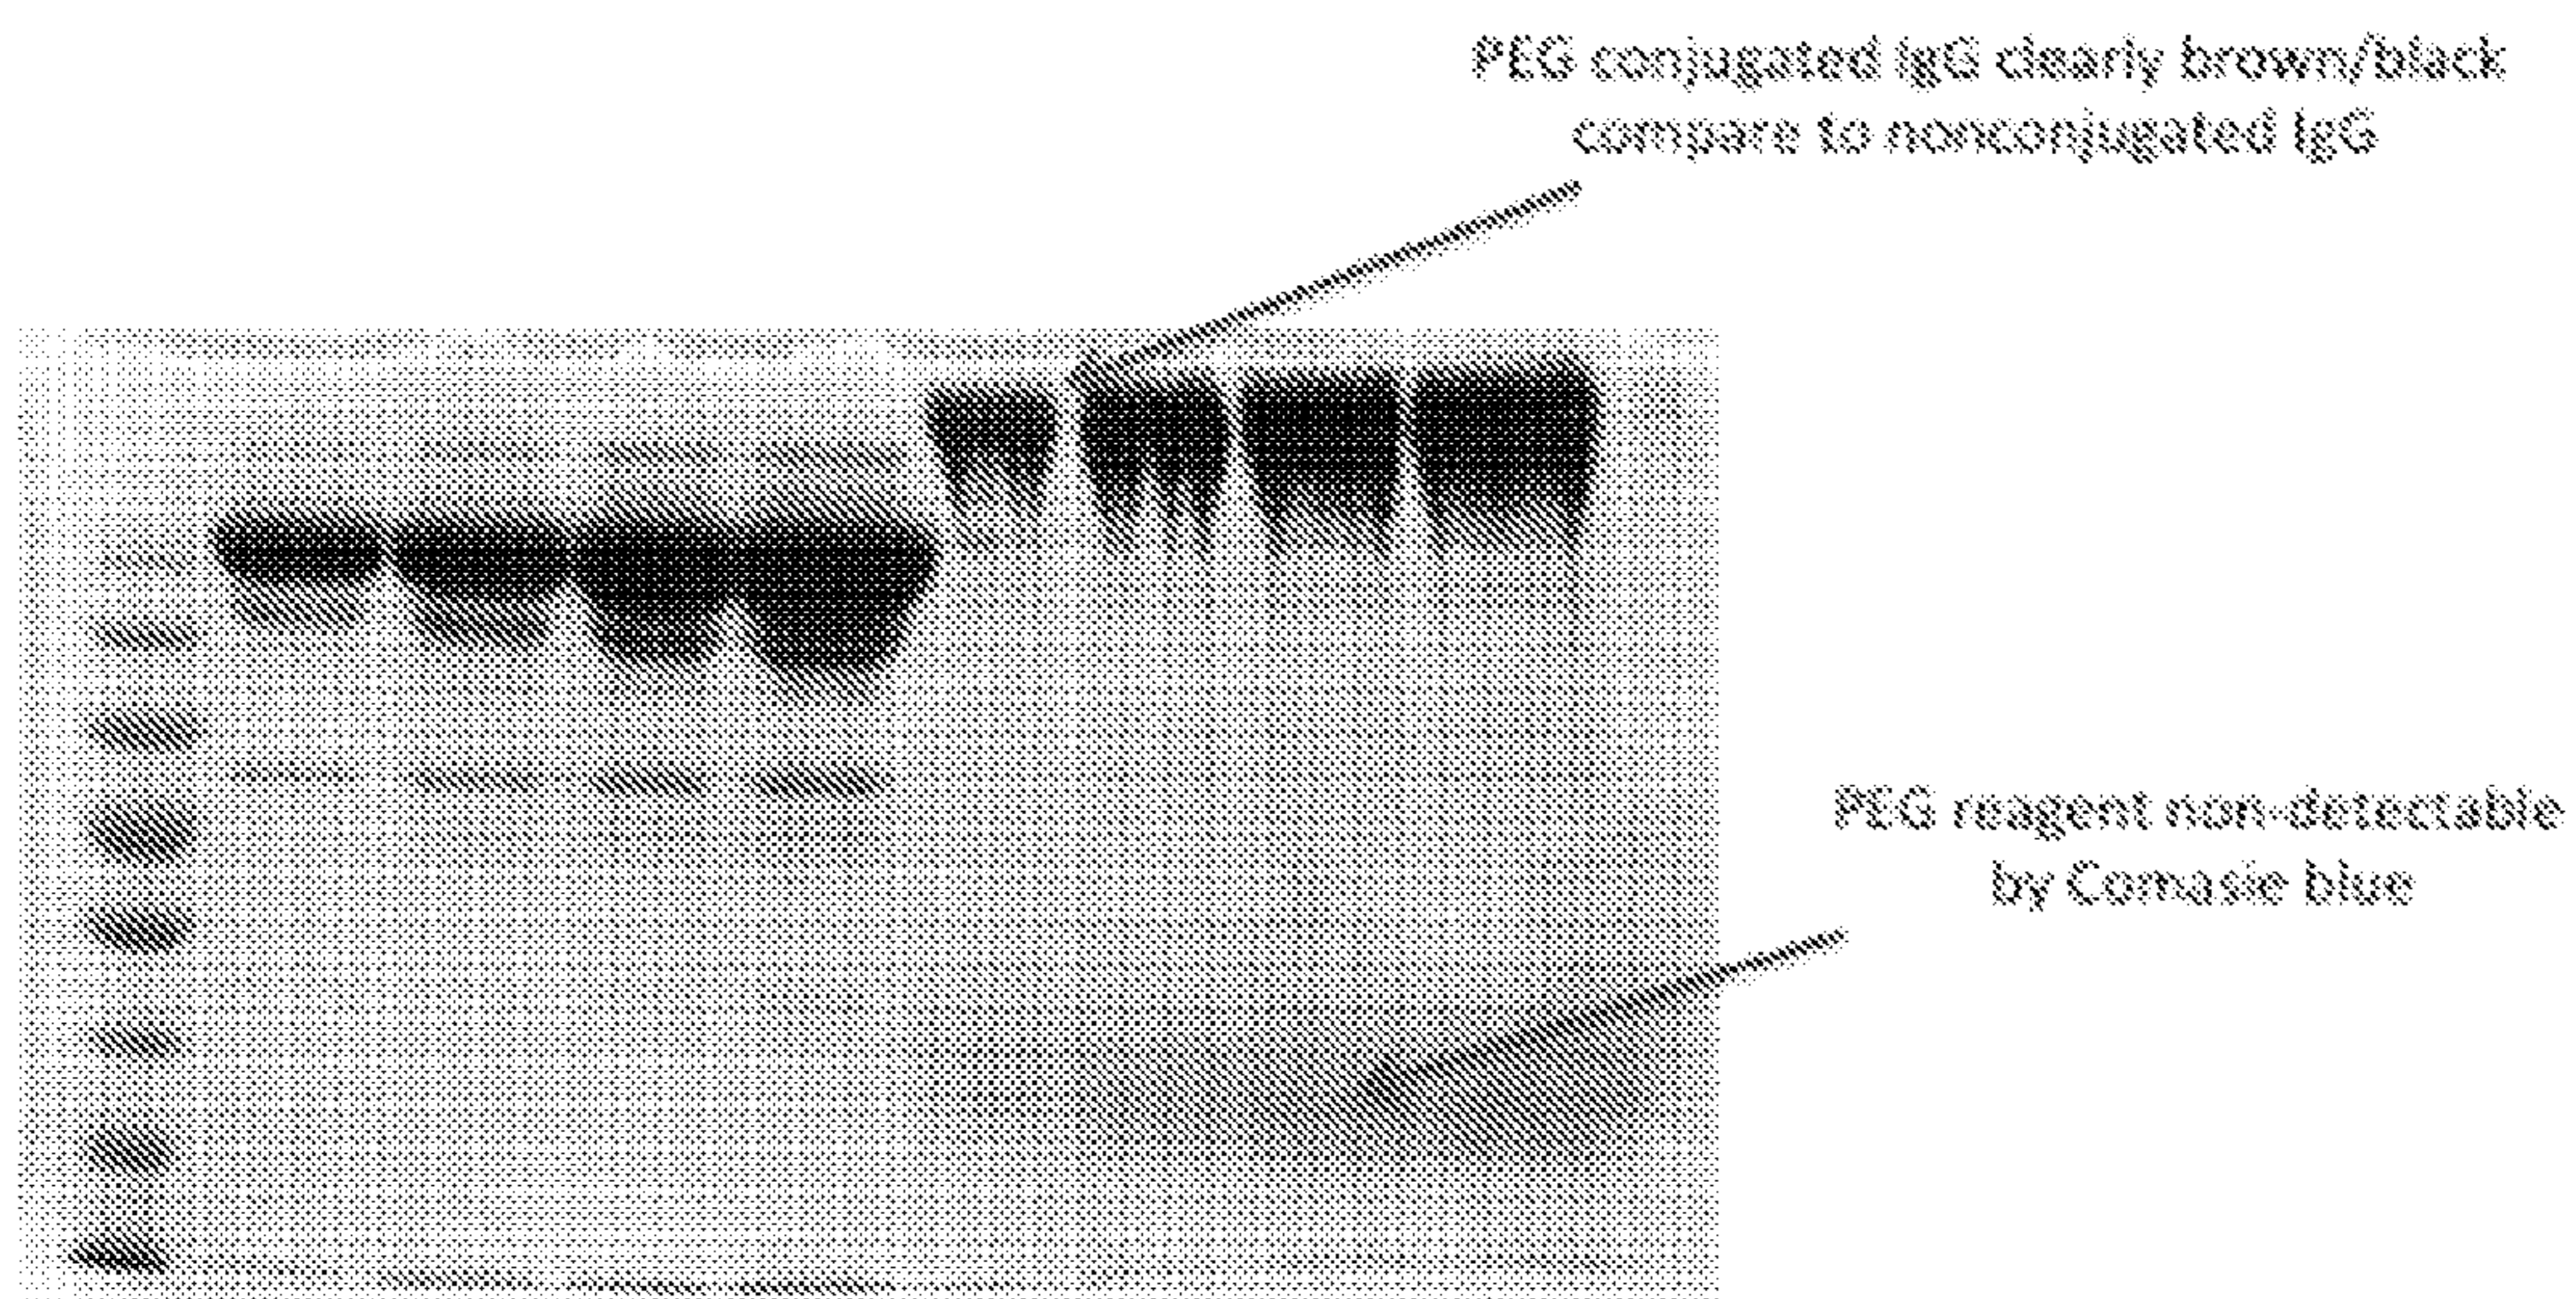 PEG conjugated IgG clearly brown/black
compare to nonconjugated IgG
PEG reagent non-detectable
by Comasie blue